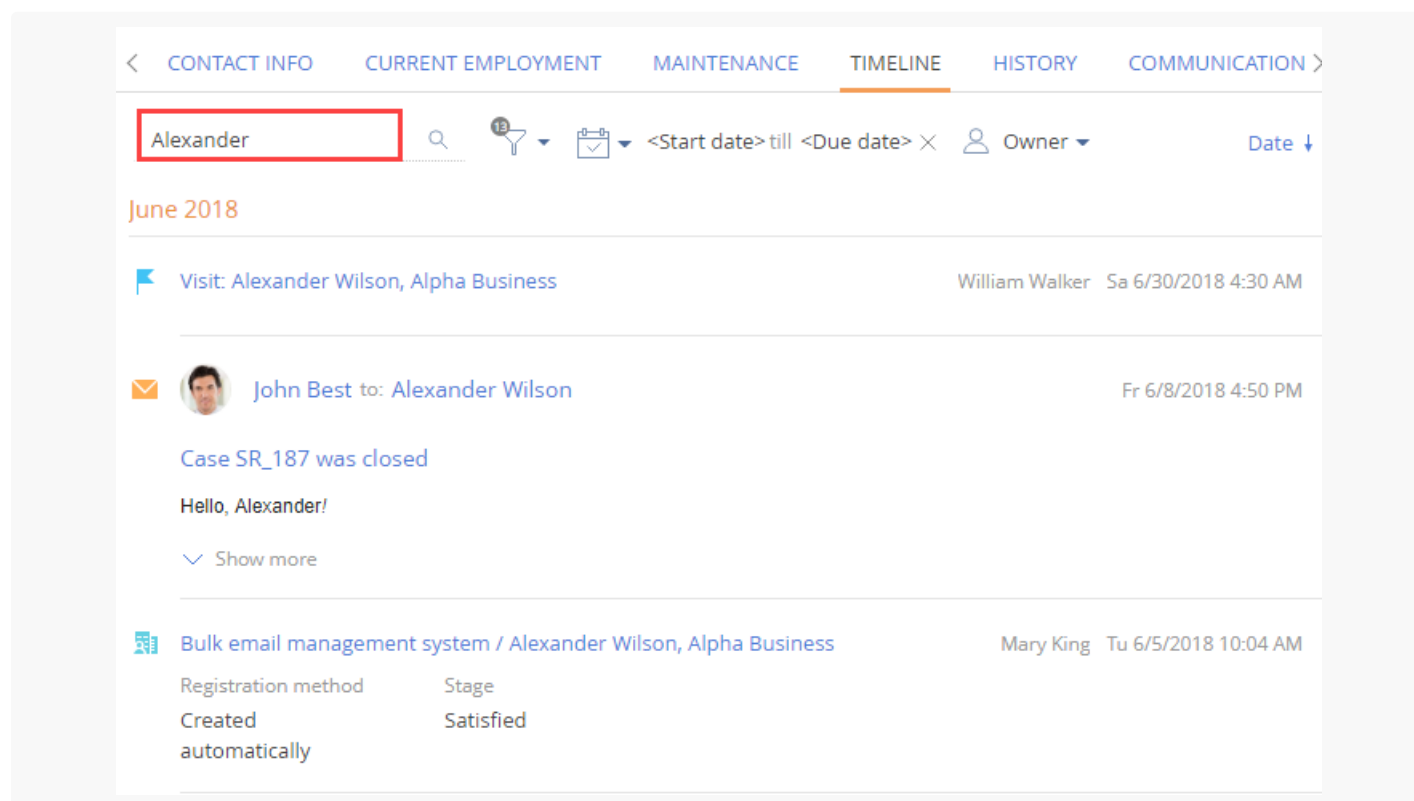 CONTACT INFO CURRENT EMPLOYMENT MAINTENANCE TIMELINE HISTORY COMMUNICATION
Alexander 13 <Start date> till <Due date> Owner Date
June 2018
Visit: Alexander Wilson, Alpha Business William Walker Sa 6/30/2018 4:30 AM
John Best to: Alexander Wilson Fr 6/8/2018 4:50 PM
Case SR_187 was closed
Hello, Alexander!
Show more
Bulk email management system / Alexander Wilson, Alpha Business Mary King Tu 6/5/2018 10:04 AM
Registration method Stage
Created Satisfied
automatically